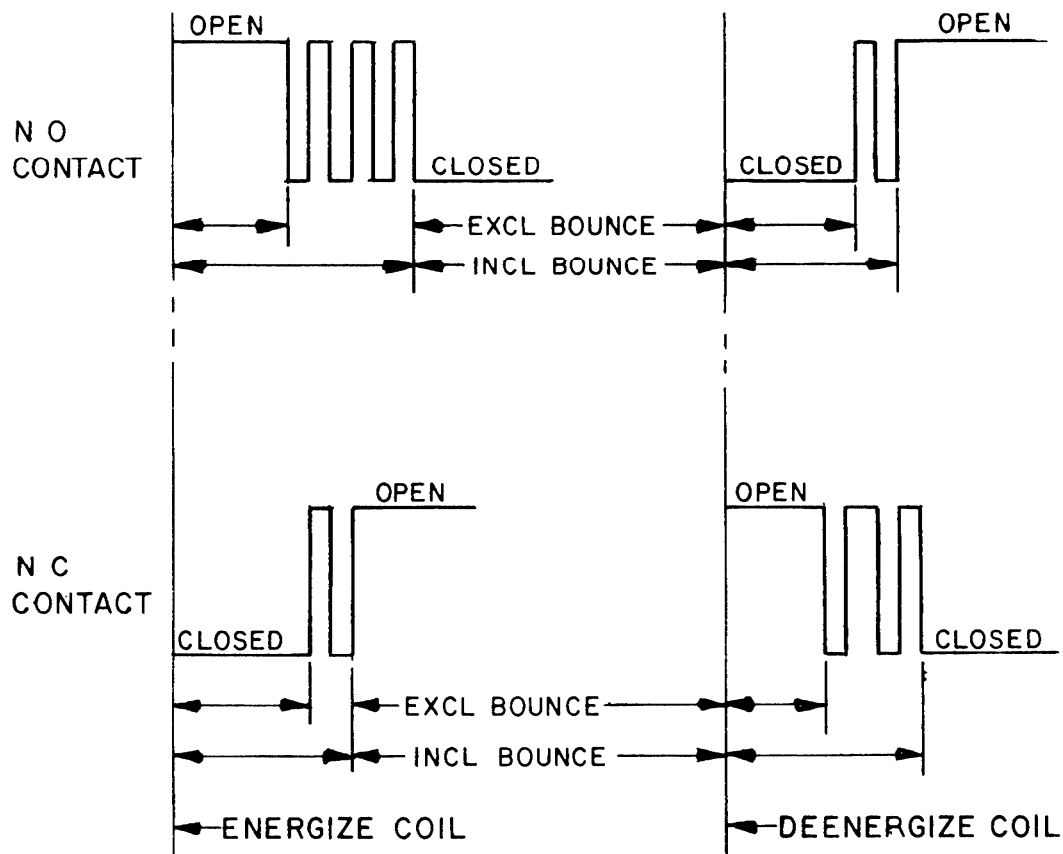 OPEN
OPEN
N O
CONTACT
CLOSED
CLOSED
EXCL BOUNCE
INCL BOUNCE
OPEN
OPEN
N C
CONTACT
CLOSED
CLOSED
EXCL BOUNCE
INCL BOUNCE
ENERGIZE COIL
DEENERGIZE COIL